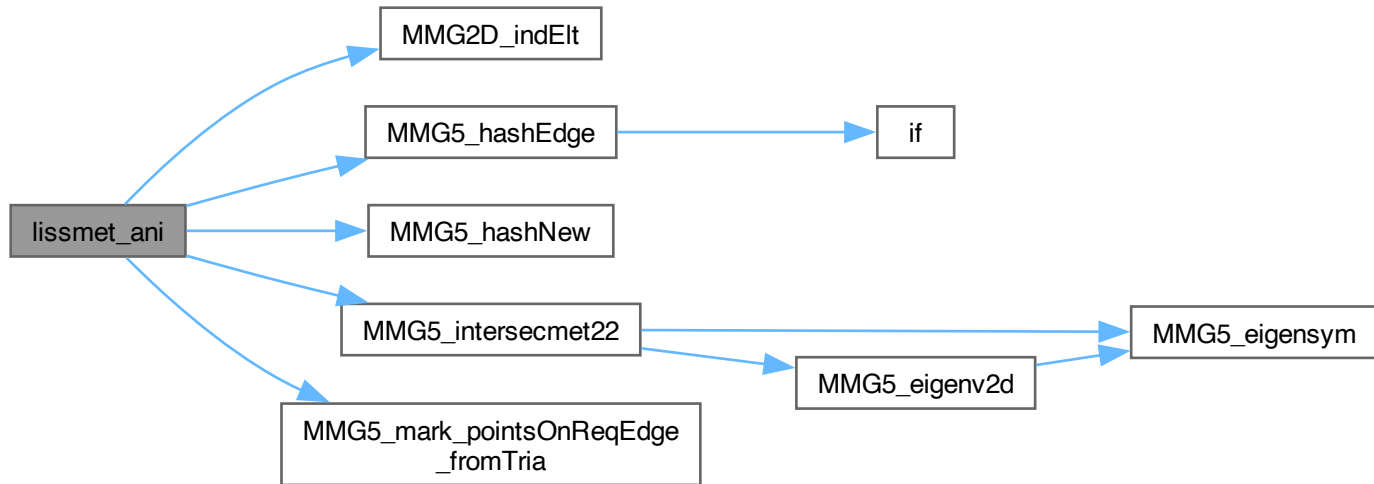 MMG2D_indElt
MMG5_hashEdge
if
lissmet_ani
MMG5_hashNew
MMG5_intersecmet22
MMG5_eigensym
MMG5_eigenv2d
MMG5_mark_pointsOnReqEdge
_fromTria